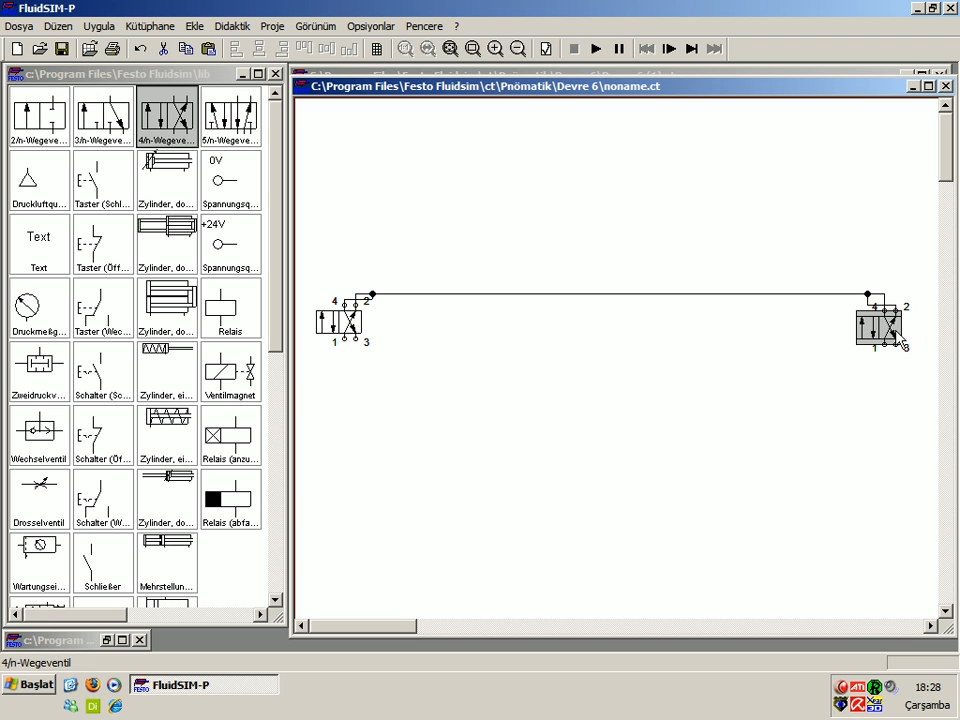 FluidSIM-P
Dosya Düzen Uygula Kütüphane Ekle Didaktik Proje Görünüm Opsiyonlar Pencere ?
c:\Program Files\Festo Fluidsim\lib
C:\Program Files\Festo Fluidsim\ct\Pnömatik\Devre 6\noname.ct
2/n-Wegeve... 3/n-Wegeve... 4/n-Wegeve... 5/n-Wegeve...
0V
Druckluftqu... Taster (Schl... Zylinder, do... Spannungsq...
Text +24V
Text Taster (Öff... Zylinder, do... Spannungsq...
Druckmeßg... Taster (Wec... Zylinder, do... Relais
Zweidruckv... Schalter (Sc... Zylinder, ei... Ventilmagnet
Wechselventil Schalter (Öf... Zylinder, ei... Relais (anzu...
Drosselventil Schalter (W... Zylinder, do... Relais (abfa...
Wartungsei... Schließer Mehrstellun...
4 2
1 3
4 2
1 3
c:\Program ...
4/n-Wegeventil
Başlat FluidSIM-P 18:28
Çarşamba